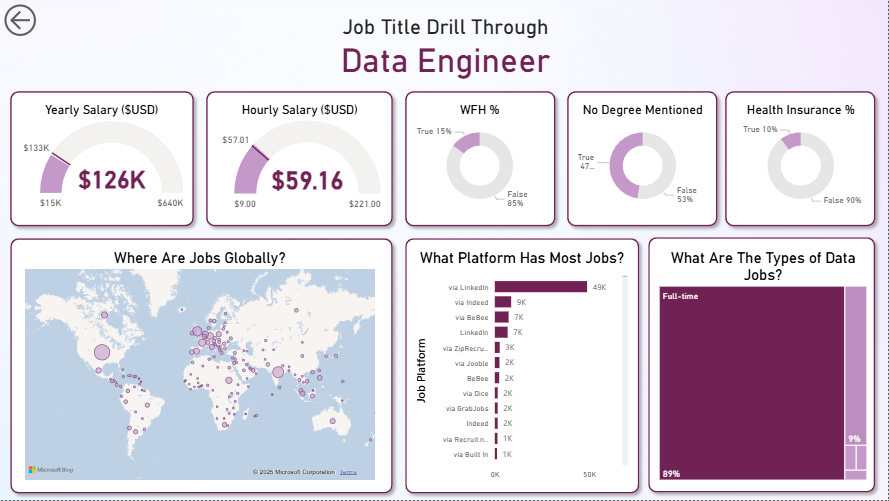 Job Title Drill Through
Data Engineer
Yearly Salary ($USD)
$133K
$126K
$15K
$640K
Hourly Salary ($USD)
$57.01
$59.16
$9.00
$221.00
WFH %
True 15%
False
85%
No Degree Mentioned
True
47...
False
53%
Health Insurance %
True 10%
False 90%
Where Are Jobs Globally?
Microsoft Bing
© 2025 Microsoft Corporation Terms
What Platform Has Most Jobs?
Job Platform
via LinkedIn 49K
via Indeed 9K
via BeBee 7K
LinkedIn 7K
via ZipRecru... 3K
via Jooble 2K
BeBee 2K
via Dice 2K
via GrabJobs 2K
Indeed 2K
via Recruit.n... 1K
via Built In 1K
0K 50K
What Are The Types of Data
Jobs?
Full-time
89%
9%